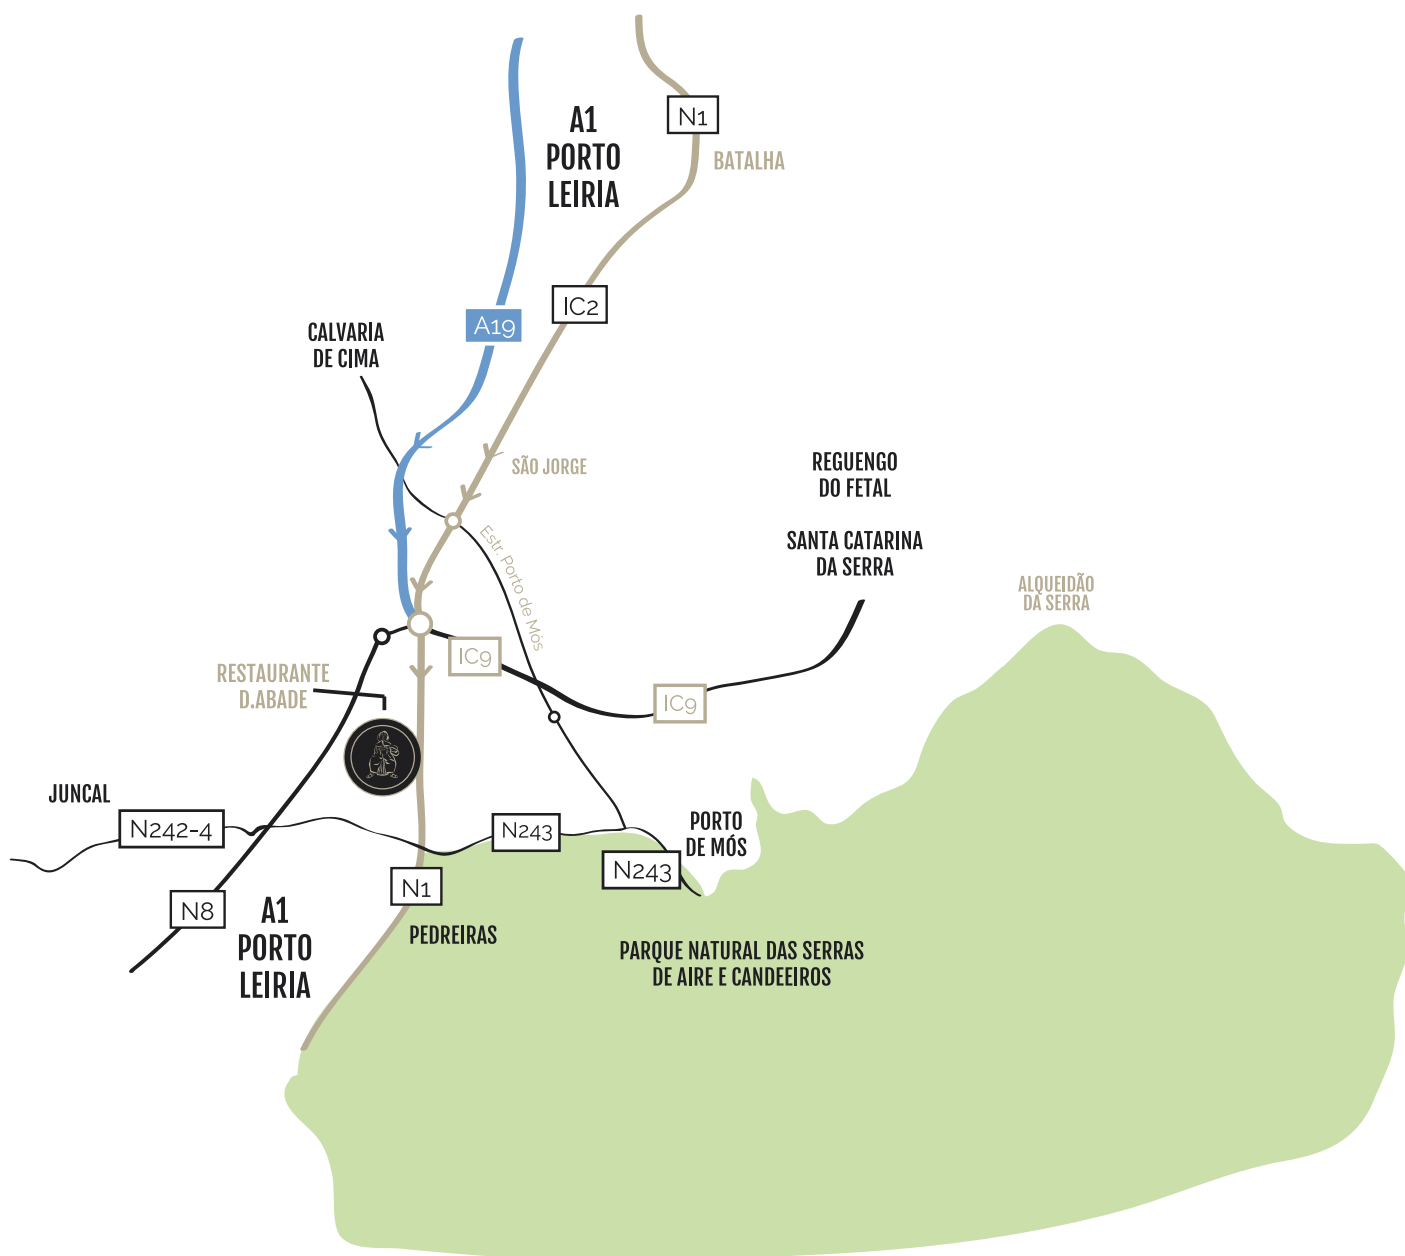 A1
PORTO
LEIRIA
N1
BATALHA
IC2
A19
CALVARIA
DE CIMA
SÃO JORGE
REGUENGO
DO FETAL
Estr. Porto de Mós
SANTA CATARINA
DA SERRA
ALQUEIDÃO
DA SERRA
IC9
RESTAURANTE
D.ABADE
IC9
JUNCAL
N242-4
N243
PORTO
DE MÓS
N243
N1
N8
A1
PORTO
LEIRIA
PEDREIRAS
PARQUE NATURAL DAS SERRAS
DE AIRE E CANDEEIROS